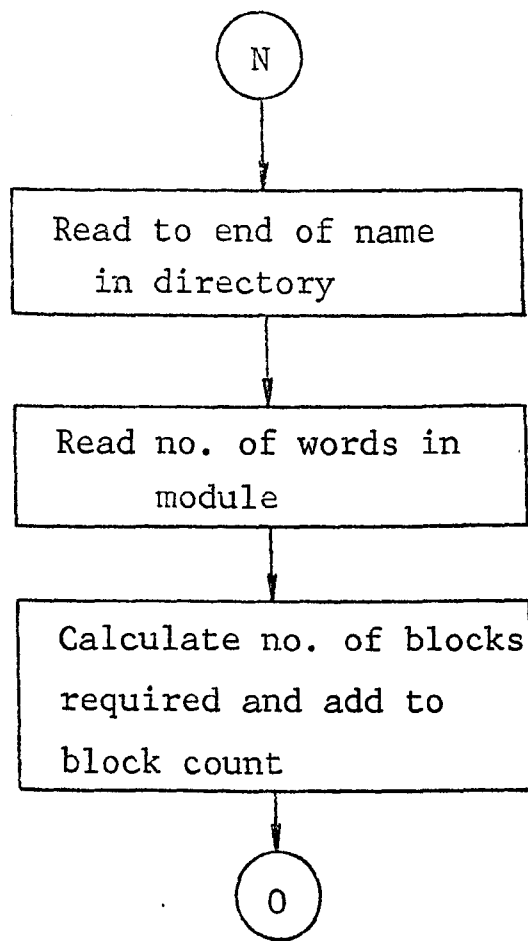 N
Read to end of name
in directory
Read no. of words in
module
Calculate no. of blocks
required and add to
block count
O